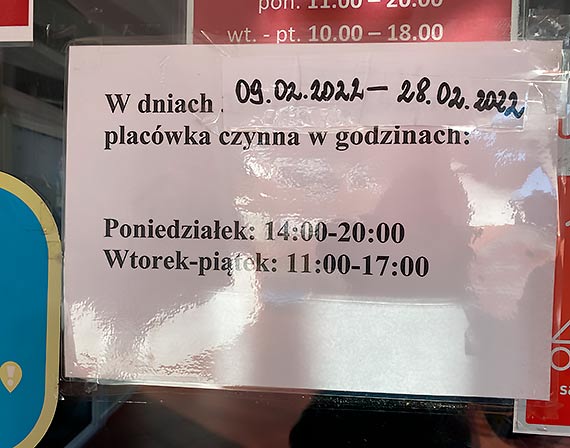 pon. 11.00 – 20.00
wt. - pt. 10.00 – 18.00
W dniach 09.02.2022 – 28.02.2022
placówka czynna w godzinach:
Poniedziałek: 14:00-20:00
Wtorek-piątek: 11:00-17:00